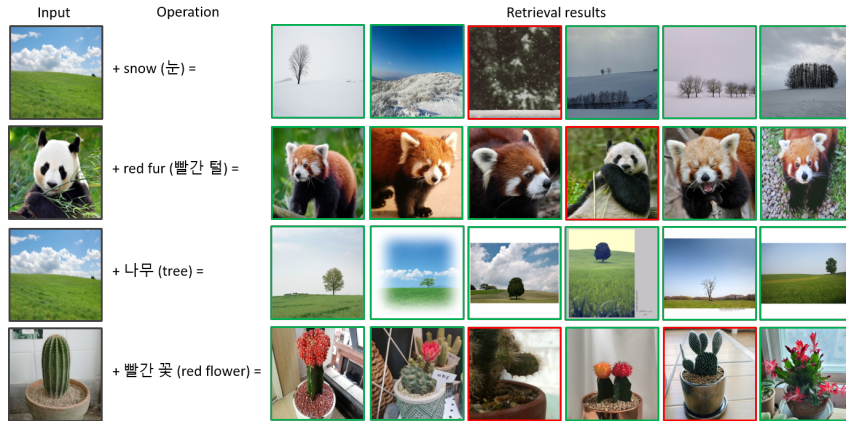 Input
Operation
Retrieval results
+ snow (눈) =
+ red fur (빨간 털) =
+ 나무 (tree) =
+ 빨간 꽃 (red flower) =